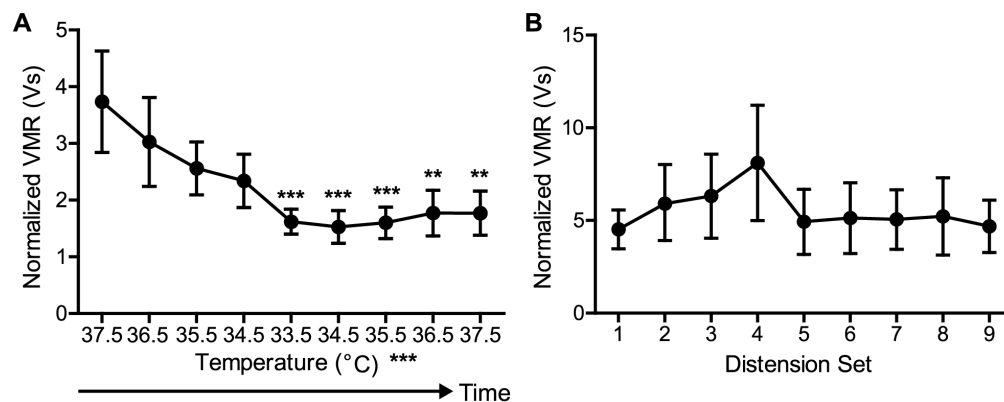 A
Normalized VMR (Vs)
5
4
3
2
1
0
*** *** *** ** **
37.5 36.5 35.5 34.5 33.5 34.5 35.5 36.5 37.5
Temperature (°C) ***
Time
B
Normalized VMR (Vs)
15
10
5
0
1 2 3 4 5 6 7 8 9
Distension Set